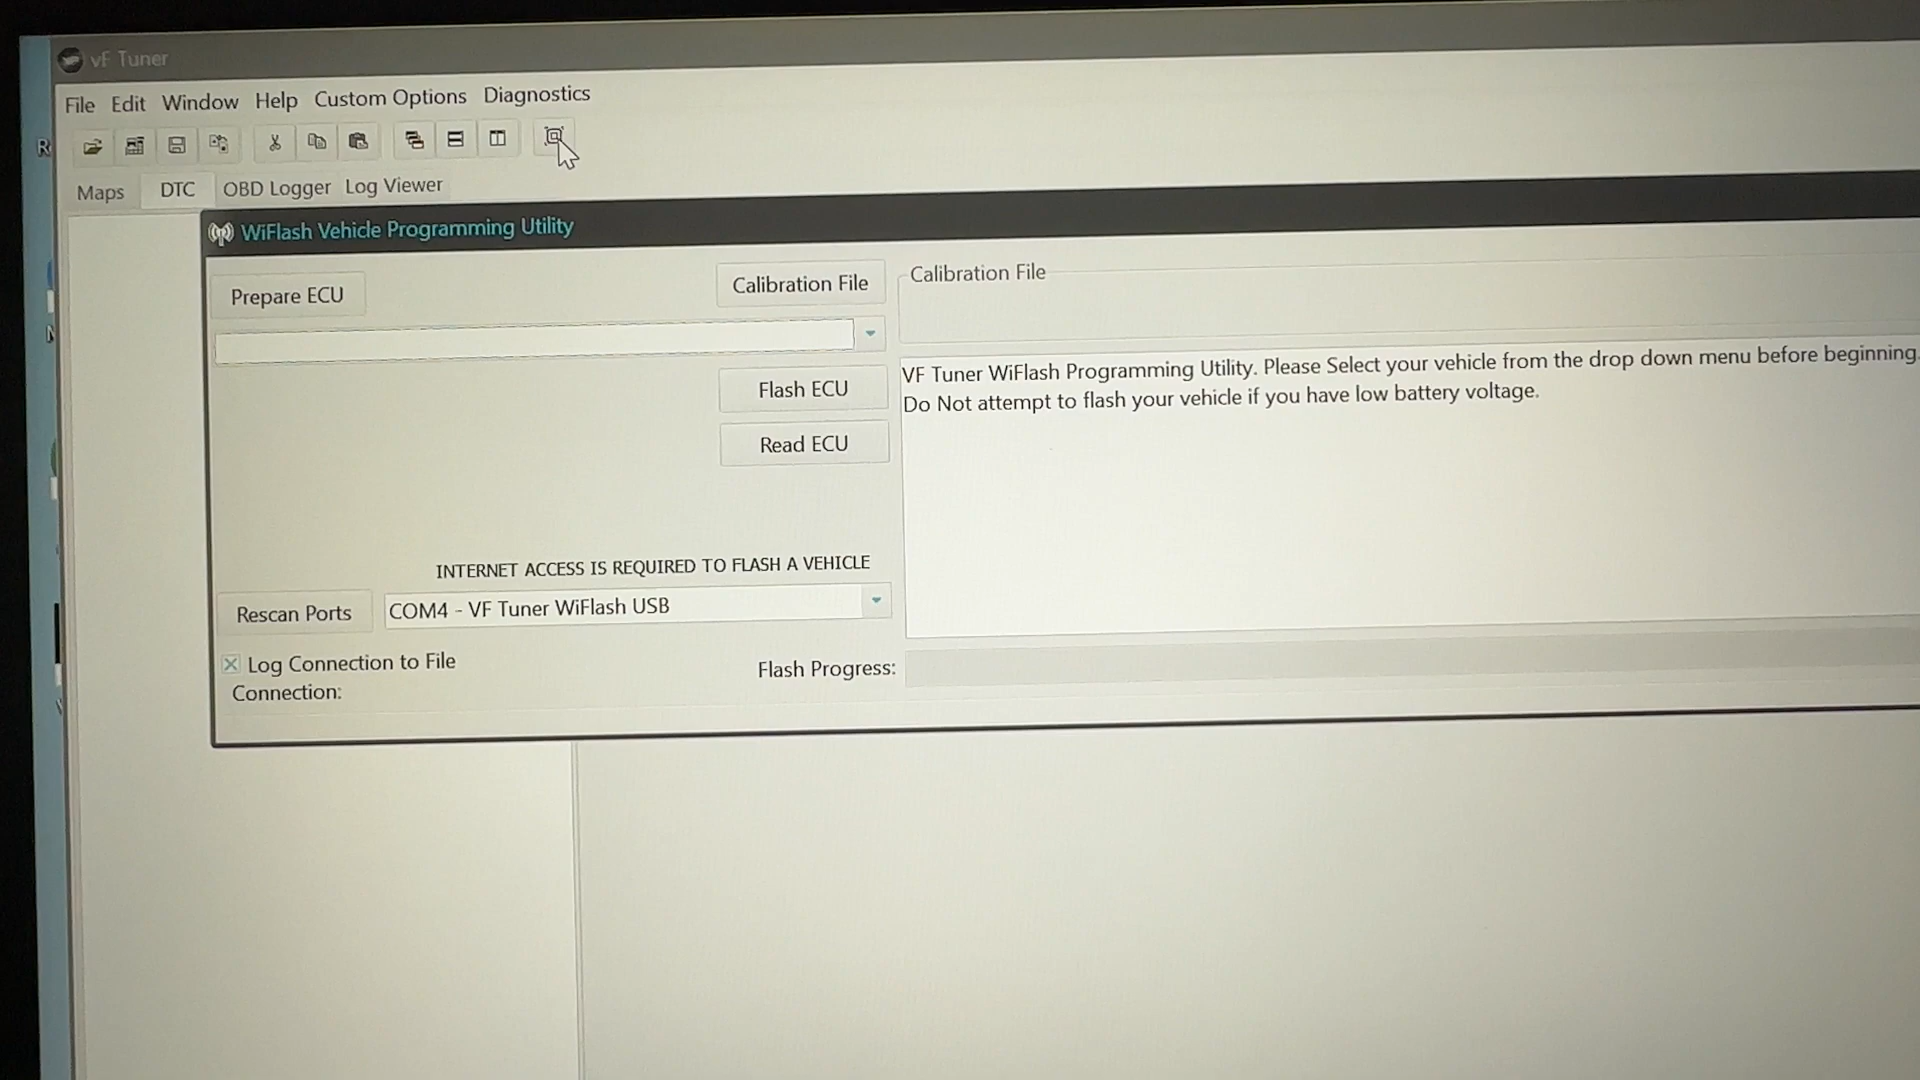 vF Tuner
File Edit Window Help Custom Options Diagnostics
Maps DTC OBD Logger Log Viewer
WiFlash Vehicle Programming Utility
Prepare ECU
Calibration File
Calibration File
Flash ECU
Read ECU
VF Tuner WiFlash Programming Utility. Please Select your vehicle from the drop down menu before beginning.
Do Not attempt to flash your vehicle if you have low battery voltage.
INTERNET ACCESS IS REQUIRED TO FLASH A VEHICLE
Rescan Ports COM4 - VF Tuner WiFlash USB
Log Connection to File
Connection:
Flash Progress: